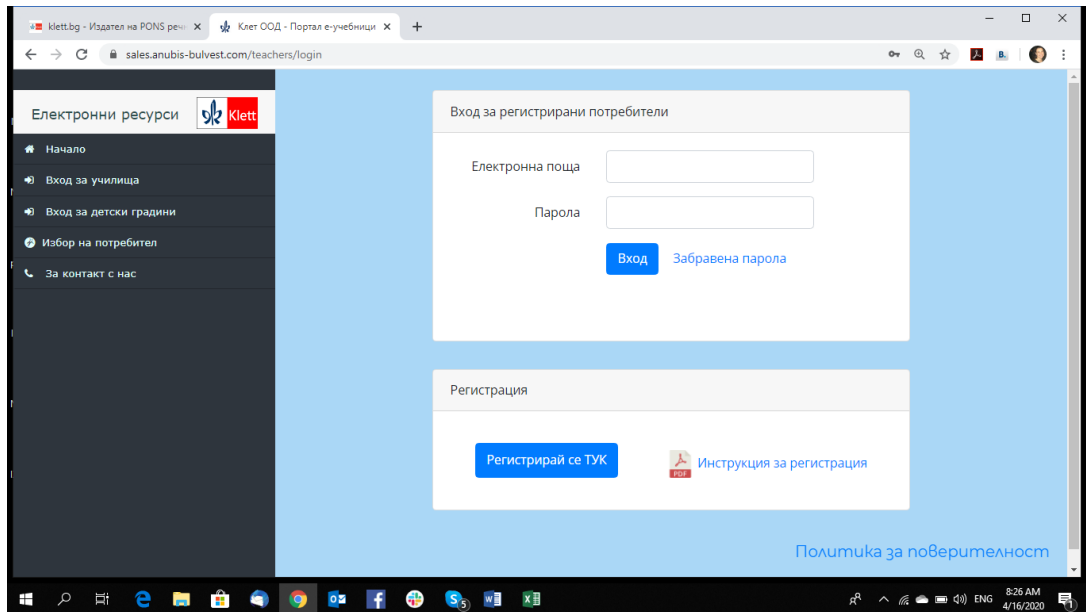 klett.bg - Издател на PONS реч
Клет ООД - Портал е-учебници
sales.anubis-bulvest.com/teachers/login
B.
Електронни ресурси
Klett
Начало
Вход за училища
Вход за детски градини
Избор на потребител
За контакт с нас
Вход за регистрирани потребители
Електронна поща
Парола
Вход
Забравена парола
Регистрация
Регистрирай се ТУК
PDF
Инструкция за регистрация
Политика за поверителност
5
ENG
8:26 AM
4/16/2020
1